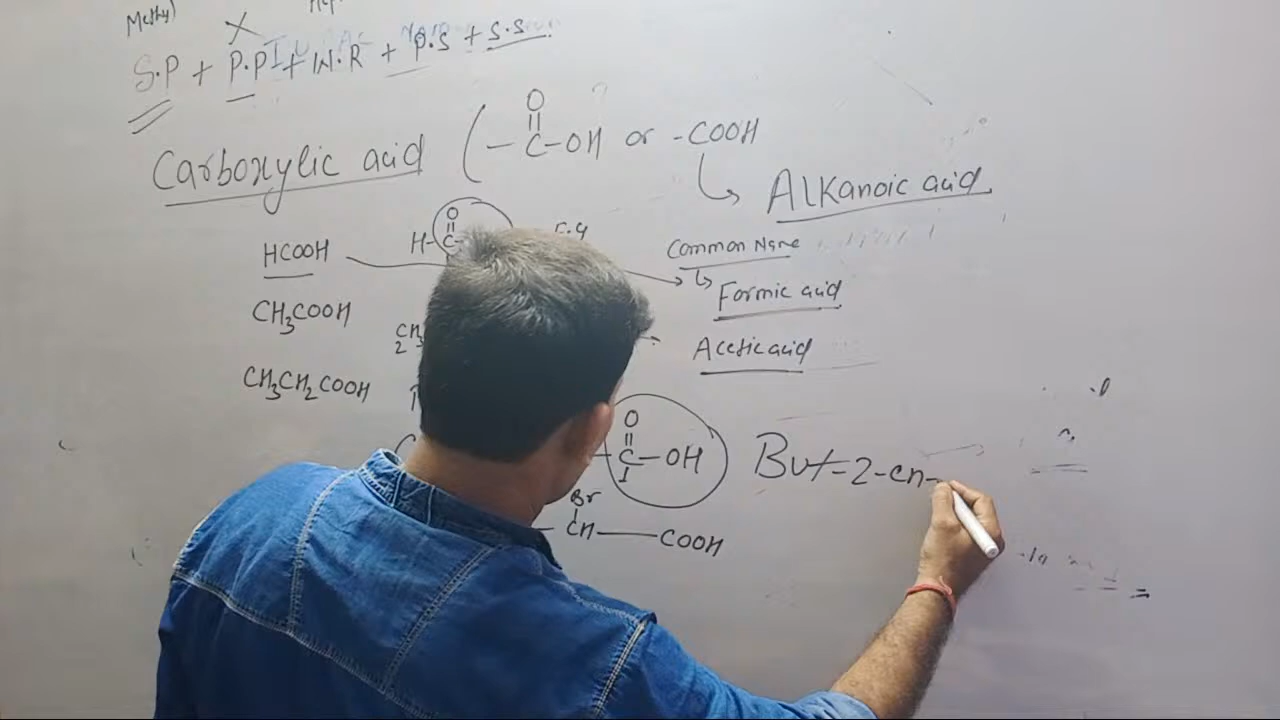 Methyl
S.P + P.P + W.R + P.S + S.S
Carboxylic acid ( -C-OH or -COOH
O
Alkanoic acid
HCOOH H-C
O
Common Name
Formic acid
CH3COOH
Acetic acid
CH3CH2COOH
O
C-OH
1
But-2-en-
Br
CH COOH